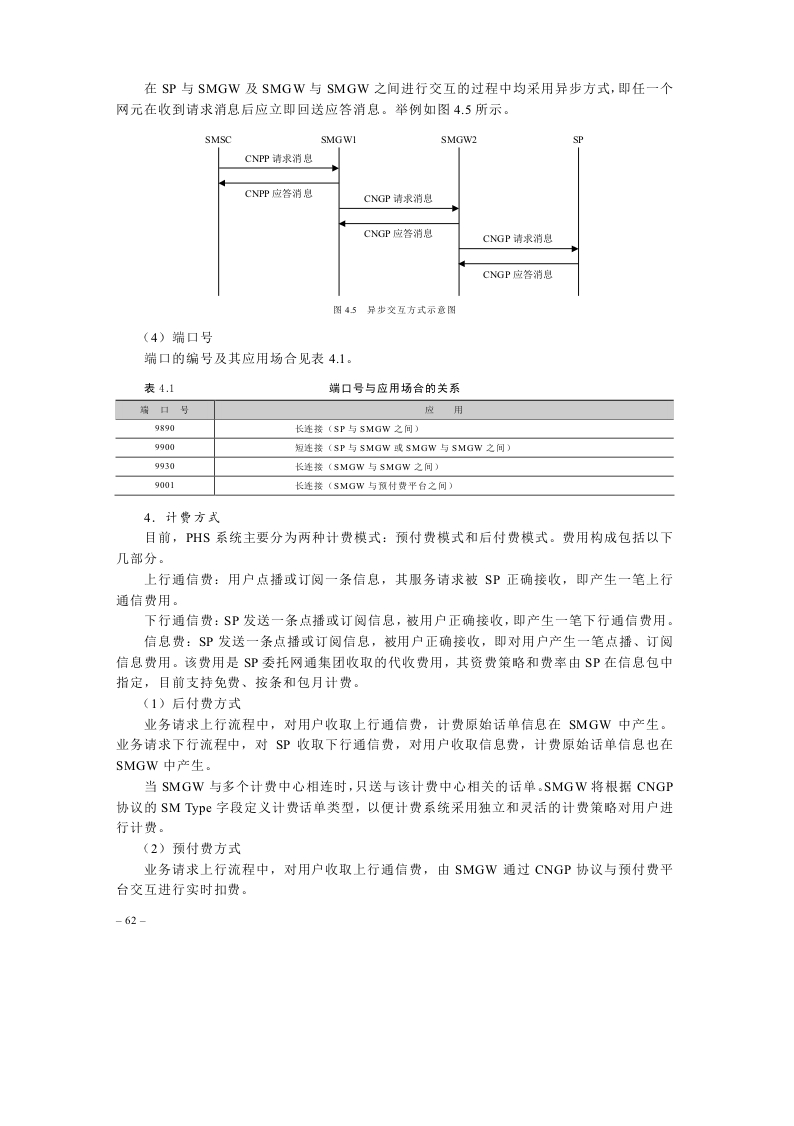 在 SP 与 SMGW 及 SMGW 与 SMGW 之间进行交互的过程中均采用异步方式，即任一个
网元在收到请求消息后应立即回送应答消息。举例如图 4.5 所示。
SMSC SMGW1 SMGW2 SP
CNPP 请求消息
CNPP 应答消息
CNGP 请求消息
CNGP 应答消息
CNGP 请求消息
CNGP 应答消息
图 4.5 异步交互方式示意图
（4）端口号
端口的编号及其应用场合见表 4.1。
表 4.1 端口号与应用场合的关系
端 口 号 应 用
9890 长连接（SP 与 SMGW 之间）
9900 短连接（SP 与 SMGW 或 SMGW 与 SMGW 之间）
9930 长连接（SMGW 与 SMGW 之间）
9001 长连接（SMGW 与预付费平台之间）
4．计费方式
目前，PHS 系统主要分为两种计费模式：预付费模式和后付费模式。费用构成包括以下
几部分。
上行通信费：用户点播或订阅一条信息，其服务请求被 SP 正确接收，即产生一笔上行
通信费用。
下行通信费：SP 发送一条点播或订阅信息，被用户正确接收，即产生一笔下行通信费用。
信息费：SP 发送一条点播或订阅信息，被用户正确接收，即对用户产生一笔点播、订阅
信息费用。该费用是 SP 委托网通集团收取的代收费用，其资费策略和费率由 SP 在信息包中
指定，目前支持免费、按条和包月计费。
（1）后付费方式
业务请求上行流程中，对用户收取上行通信费，计费原始话单信息在 SMGW 中产生。
业务请求下行流程中，对 SP 收取下行通信费，对用户收取信息费，计费原始话单信息也在
SMGW 中产生。
当 SMGW 与多个计费中心相连时，只送与该计费中心相关的话单。SMGW 将根据 CNGP
协议的 SM Type 字段定义计费话单类型，以便计费系统采用独立和灵活的计费策略对用户进
行计费。
（2）预付费方式
业务请求上行流程中，对用户收取上行通信费，由 SMGW 通过 CNGP 协议与预付费平
台交互进行实时扣费。
– 62 –